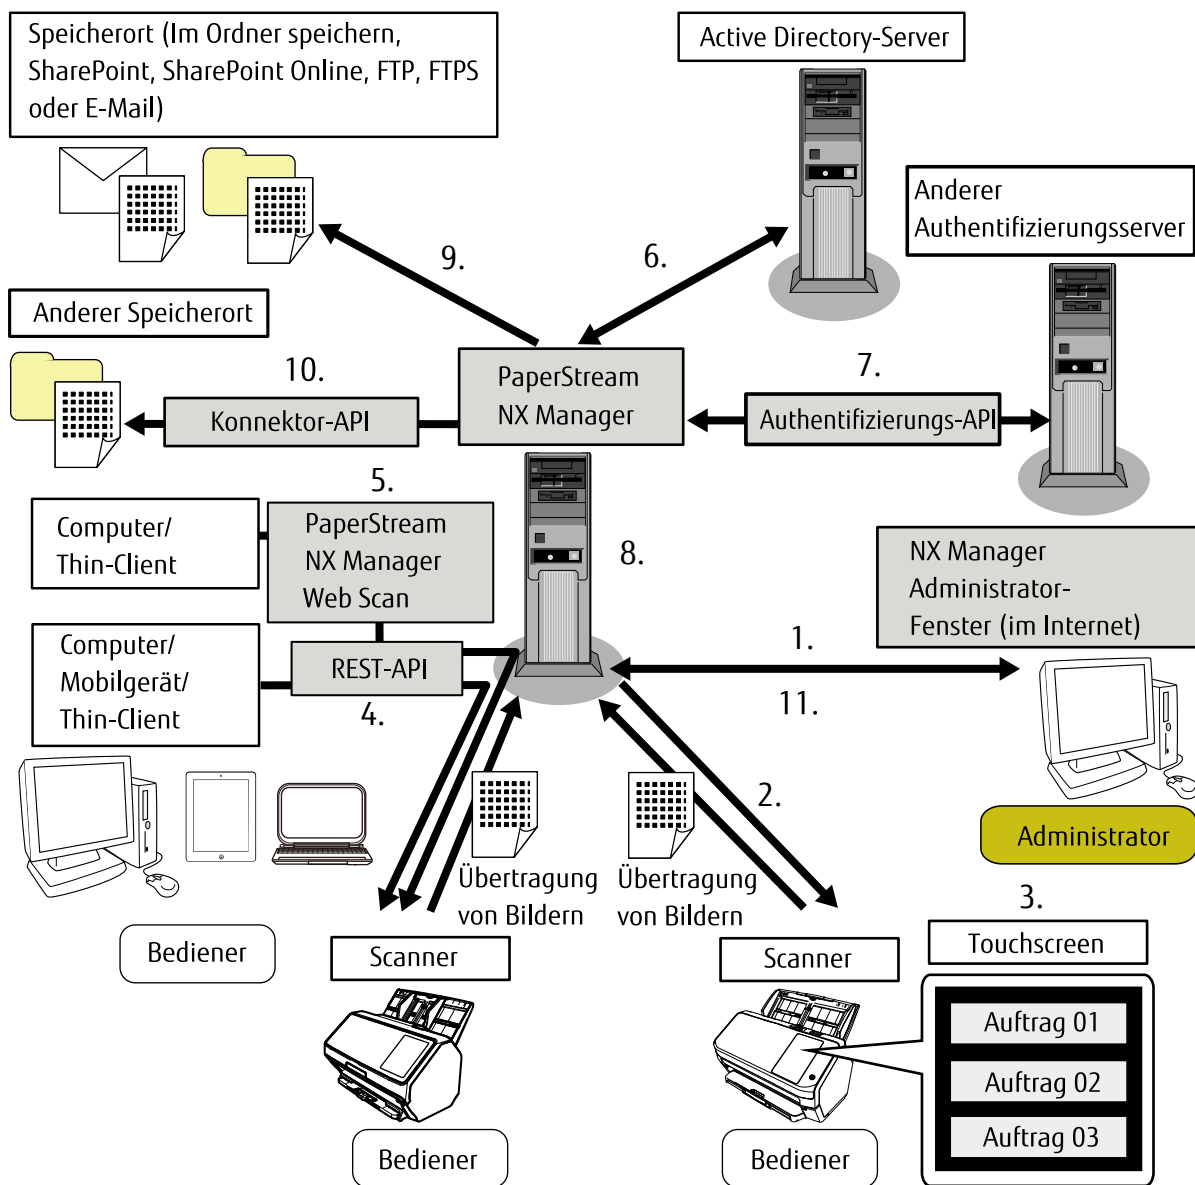 Speicherort (Im Ordner speichern,
SharePoint, SharePoint Online, FTP, FTPS
oder E-Mail)
Active Directory-Server
Anderer
Authentifizierungsserver
9.
6.
Anderer Speicherort
10.
Konnektor-API
PaperStream
NX Manager
7.
Authentifizierungs-API
5.
Computer/
Thin-Client
PaperStream
NX Manager
Web Scan
8.
NX Manager
Administrator-
Fenster (im Internet)
Computer/
Mobilgerät/
Thin-Client
REST-API
4.
1.
11.
2.
Administrator
Übertragung
von Bildern
Übertragung
von Bildern
3.
Bediener
Scanner
Scanner
Touchscreen
Auftrag 01
Auftrag 02
Auftrag 03
Bediener
Bediener